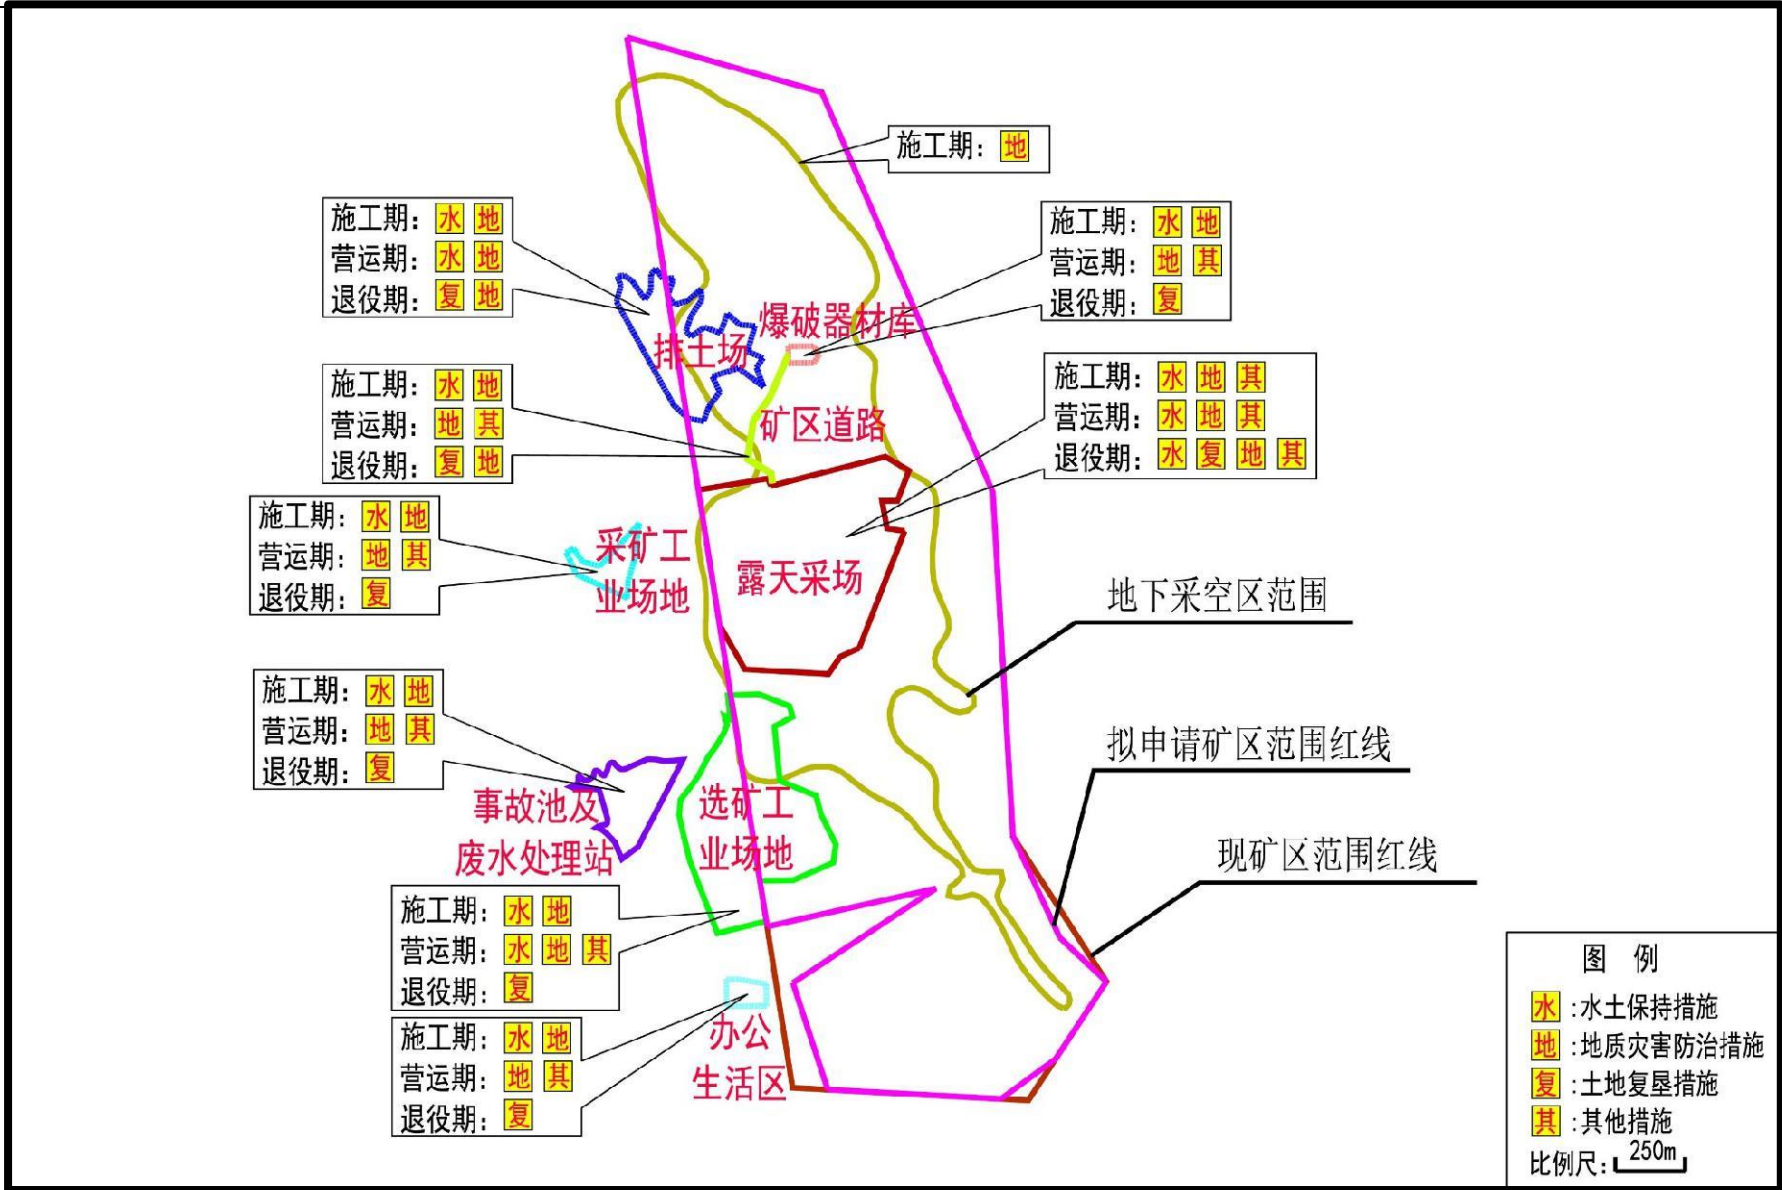 施工期：地
施工期：水 地
营运期：水 地
退役期：复 地
施工期：水 地
营运期：地 其
退役期：复
爆破器材库
排土场
施工期：水 地
营运期：地 其
退役期：复 地
矿区道路
施工期：水 地 其
营运期：水 地 其
退役期：水 复 地 其
施工期：水 地
营运期：地 其
退役期：复
采矿工
业场地
露天采场
地下采空区范围
施工期：水 地
营运期：地 其
退役期：复
事故池及
废水处理站
选矿工
业场地
拟申请矿区范围红线
现矿区范围红线
施工期：水 地
营运期：水 地 其
退役期：复
施工期：水 地
营运期：地 其
退役期：复
办公
生活区
图 例
水：水土保持措施
地：地质灾害防治措施
复：土地复垦措施
其：其他措施
比例尺：250m